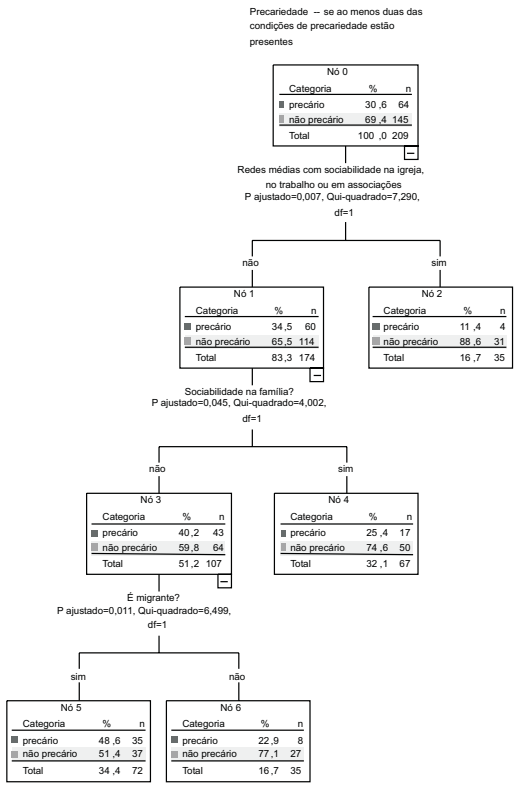 Precariedade -- se ao menos duas das
condições de precariedade estão
presentes
Nó 0
Categoria % n
precário 30 ,6 64
não precário 69 ,4 145
Total 100 ,0 209
Redes médias com sociabilidade na igreja,
no trabalho ou em associações
P ajustado=0,007, Qui-quadrado=7,290,
df=1
não
sim
Nó 1
Categoria % n
precário 34 ,5 60
não precário 65 ,5 114
Total 83 ,3 174
Nó 2
Categoria % n
precário 11 ,4 4
não precário 88 ,6 31
Total 16 ,7 35
Sociabilidade na família?
P ajustado=0,045, Qui-quadrado=4,002,
df=1
não
sim
Nó 3
Categoria % n
precário 40 ,2 43
não precário 59 ,8 64
Total 51 ,2 107
Nó 4
Categoria % n
precário 25 ,4 17
não precário 74 ,6 50
Total 32 ,1 67
É migrante?
P ajustado=0,011, Qui-quadrado=6,499,
df=1
sim
não
Nó 5
Categoria % n
precário 48 ,6 35
não precário 51 ,4 37
Total 34 ,4 72
Nó 6
Categoria % n
precário 22 ,9 8
não precário 77 ,1 27
Total 16 ,7 35